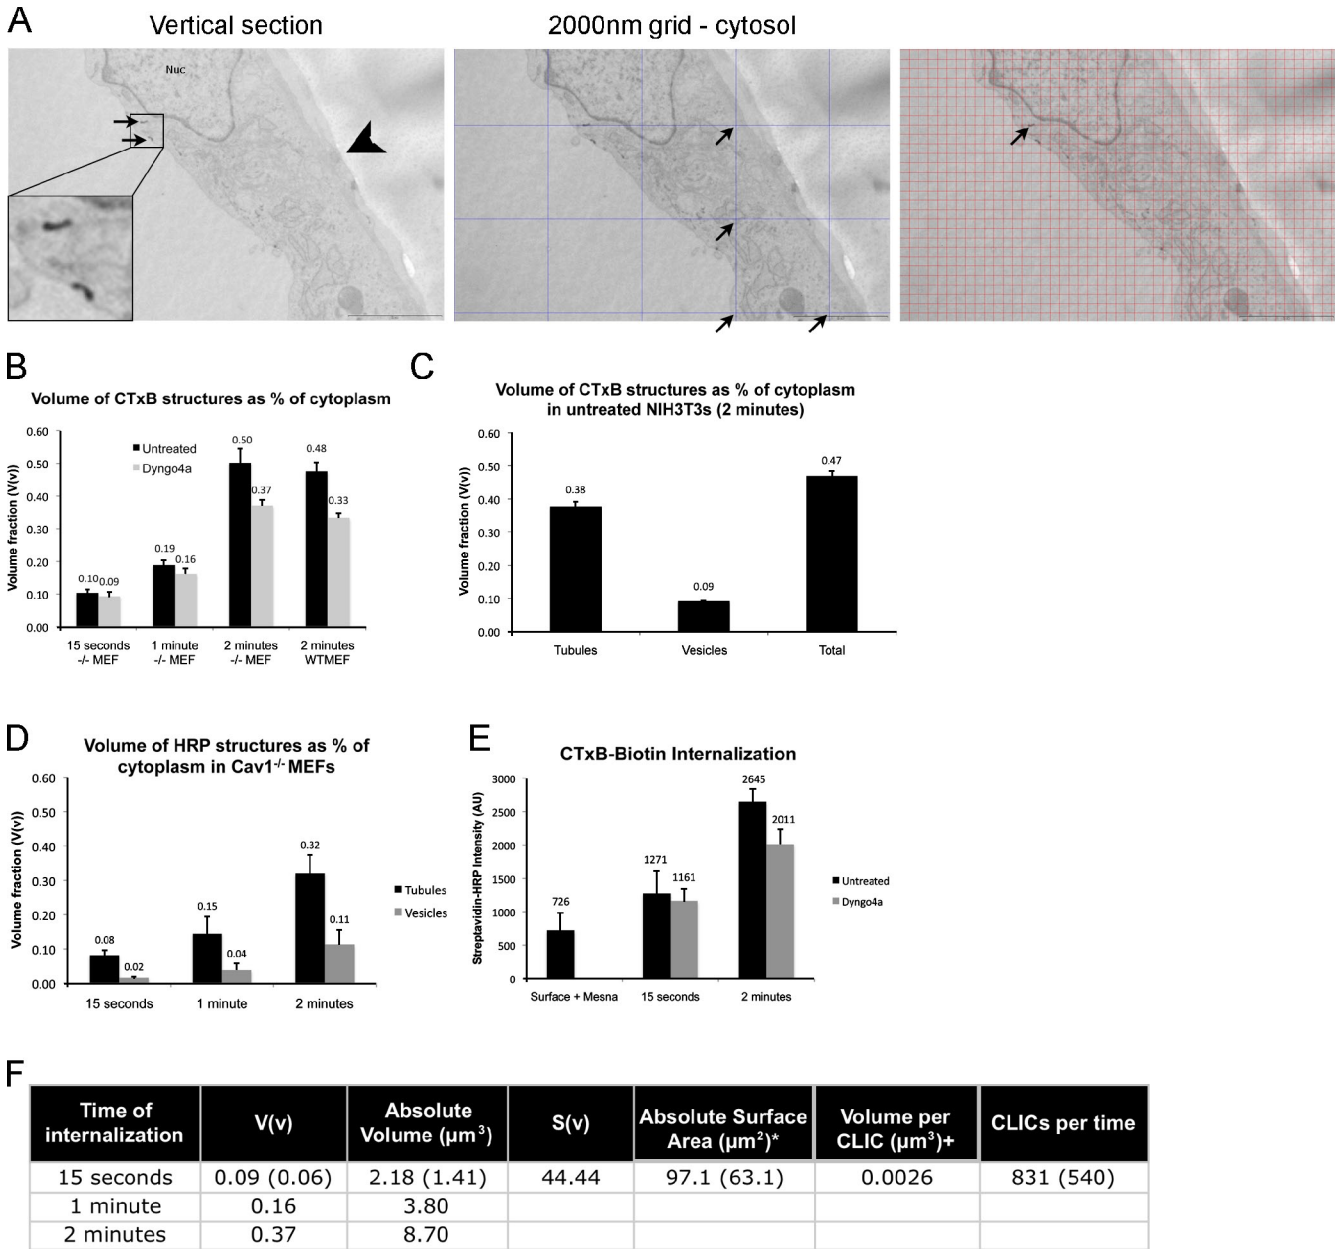 A
Vertical section
2000nm grid - cytosol
Nuc
B
Volume of CTxB structures as % of cytoplasm
Volume fraction (V(v))
0.60
0.50
0.40
0.30
0.20
0.10
0.00
Untreated
Dyngo4a
0.10
0.09
0.19
0.16
0.50
0.37
0.48
0.33
15 seconds
-/- MEF
1 minute
-/- MEF
2 minutes
-/- MEF
2 minutes
WTMEF
C
Volume of CTxB structures as % of cytoplasm
in untreated NIH3T3s (2 minutes)
Volume fraction (V(v))
0.60
0.50
0.40
0.30
0.20
0.10
0.00
0.38
0.09
0.47
Tubules
Vesicles
Total
D
Volume of HRP structures as % of
cytoplasm in Cav1-/- MEFs
Volume fraction (V(v))
0.60
0.50
0.40
0.30
0.20
0.10
0.00
0.08
0.02
0.15
0.04
0.32
0.11
Tubules
Vesicles
15 seconds
1 minute
2 minutes
E
CTxB-Biotin Internalization
Streptavidin-HRP Intensity (AU)
3000
2500
2000
1500
1000
500
0
726
1271
1161
2645
2011
Untreated
Dyngo4a
Surface + Mesna
15 seconds
2 minutes
F
Time of internalization V(v) Absolute Volume (µm3) S(v) Absolute Surface Area (µm2)* Volume per CLIC (µm3)+ CLICs per time
15 seconds 0.09 (0.06) 2.18 (1.41) 44.44 97.1 (63.1) 0.0026 831 (540)
1 minute 0.16 3.80
2 minutes 0.37 8.70